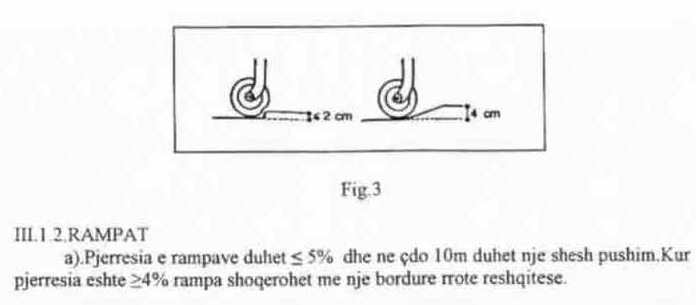 ≤ 2 cm
4 cm
Fig.3
III.1.2.RAMPAT
a).Pjerresia e rampave duhet ≤ 5% dhe ne çdo 10m duhet nje shesh pushim.Kur
pjerresia eshte ≥4% rampa shoqerohet me nje bordure rrote reshqitese.